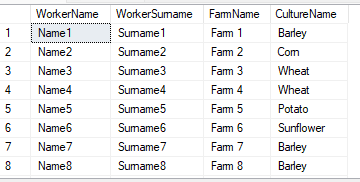 WorkerName WorkerSurname FarmName CultureName
1 Name1 Surname1 Farm 1 Barley
2 Name2 Surname2 Farm 2 Corn
3 Name3 Surname3 Farm 3 Wheat
4 Name4 Surname4 Farm 4 Wheat
5 Name5 Surname5 Farm 5 Potato
6 Name6 Surname6 Farm 6 Sunflower
7 Name7 Surname7 Farm 7 Barley
8 Name8 Surname8 Farm 8 Barley